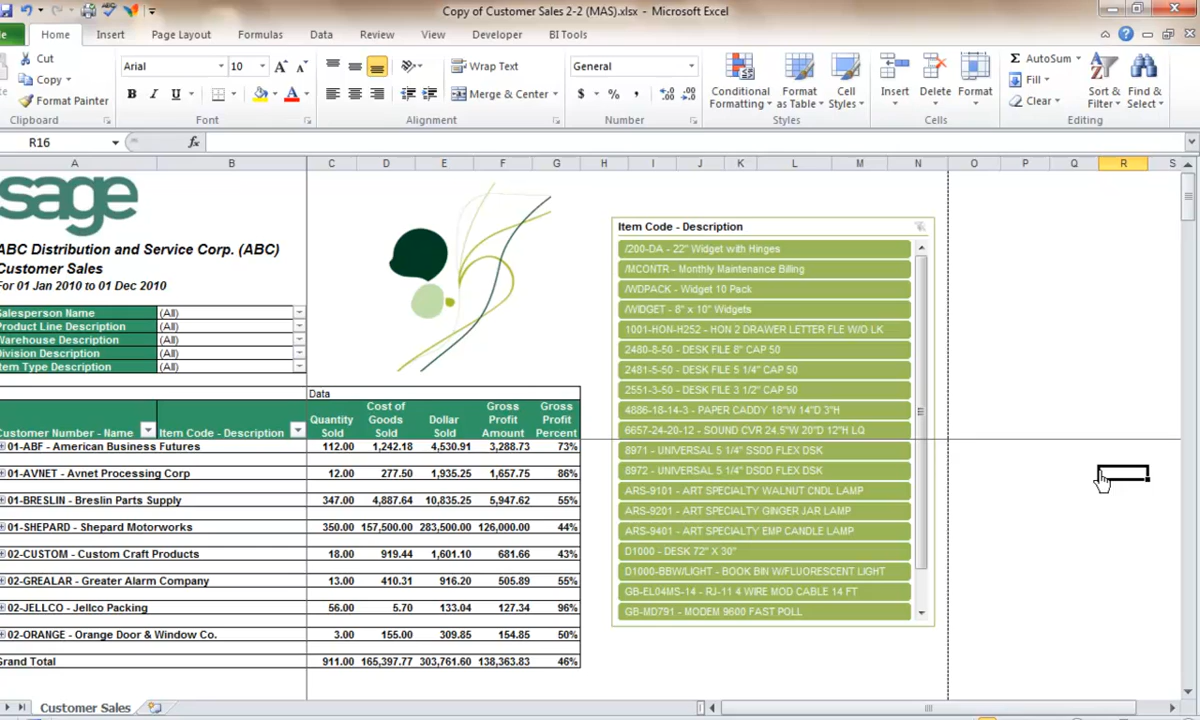 Copy of Customer Sales 2-2 (MAS).xlsx - Microsoft Excel
Home Insert Page Layout Formulas Data Review View Developer BI Tools
Cut
Copy
Format Painter
Clipboard
Arial 10
B I U
Font
Wrap Text
Merge & Center
Alignment
General
$ % ,
Number
Conditional Formatting
Format as Table
Cell Styles
Styles
Insert Delete Format
Cells
AutoSum
Fill
Clear
Sort & Filter
Find & Select
Editing
R16 fx
A B C D E F G H I J K L M N O P Q R S
sage
ABC Distribution and Service Corp. (ABC)
Customer Sales
For 01 Jan 2010 to 01 Dec 2010
Salesperson Name (All)
Product Line Description (All)
Warehouse Description (All)
Division Description (All)
Item Type Description (All)
Data
Customer Number - Name Item Code - Description Quantity Sold Cost of Goods Sold Dollar Sold Gross Profit Amount Gross Profit Percent
01-ABF - American Business Futures 112.00 1,242.18 4,530.91 3,288.73 73%
01-AVNET - Avnet Processing Corp 12.00 277.50 1,935.25 1,657.75 86%
01-BRESLIN - Breslin Parts Supply 347.00 4,887.64 10,835.25 5,947.62 55%
01-SHEPARD - Shepard Motorworks 350.00 157,500.00 283,500.00 126,000.00 44%
02-CUSTOM - Custom Craft Products 18.00 919.44 1,601.10 681.66 43%
02-GREALAR - Greater Alarm Company 13.00 410.31 916.20 505.89 55%
02-JELLCO - Jellco Packing 56.00 5.70 133.04 127.34 96%
02-ORANGE - Orange Door & Window Co. 3.00 155.00 309.85 154.85 50%
Grand Total 911.00 165,397.77 303,761.60 138,363.83 46%
Item Code - Description
/200-DA - 22" Widget with Hinges
/MCONTR - Monthly Maintenance Billing
/WDPACK - Widget 10 Pack
/WIDGET - 8" x 10" Widgets
1001-HON-H252 - HON 2 DRAWER LETTER FLE W/O LK
2480-8-50 - DESK FILE 8" CAP 50
2481-5-50 - DESK FILE 5 1/4" CAP 50
2551-3-50 - DESK FILE 3 1/2" CAP 50
4886-18-14-3 - PAPER CADDY 18"W 14"D 3"H
6657-24-20-12 - SOUND CVR 24.5"W 20"D 12"H LQ
8971 - UNIVERSAL 5 1/4" SSDD FLEX DSK
8972 - UNIVERSAL 5 1/4" DSDD FLEX DSK
ARS-9101 - ART SPECIALTY WALNUT CNDL LAMP
ARS-9201 - ART SPECIALTY GINGER JAR LAMP
ARS-9401 - ART SPECIALTY EMP CANDLE LAMP
D1000 - DESK 72" X 30"
D1000-BBW/LIGHT - BOOK BIN W/FLUORESCENT LIGHT
GB-EL04MS-14 - RJ-11 4 WIRE MOD CABLE 14 FT
GB-MD791 - MODEM 9600 FAST POLL
Customer Sales